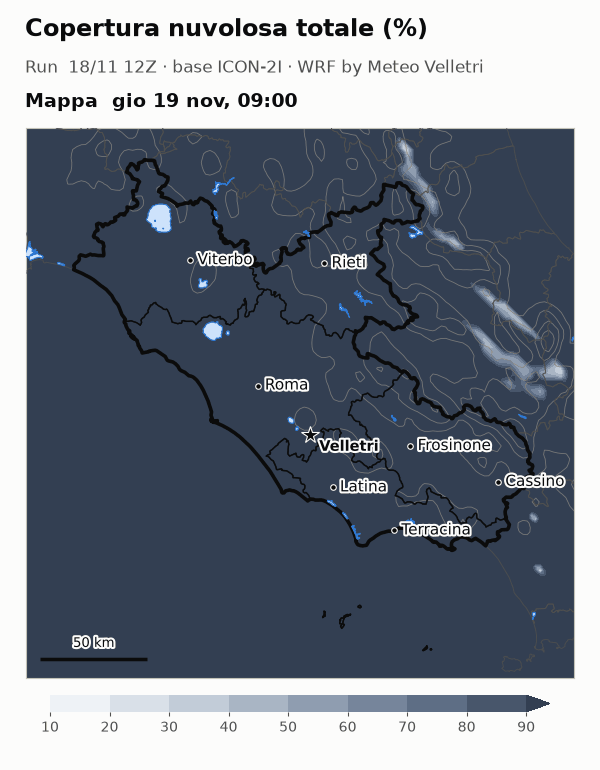 Copertura nuvolosa totale (%)
Run 18/11 12Z · base ICON-2I · WRF by Meteo Velletri
Mappa gio 19 nov, 09:00
Viterbo
Rieti
Roma
Velletri
Frosinone
Latina
Cassino
Terracina
50 km
10 20 30 40 50 60 70 80 90